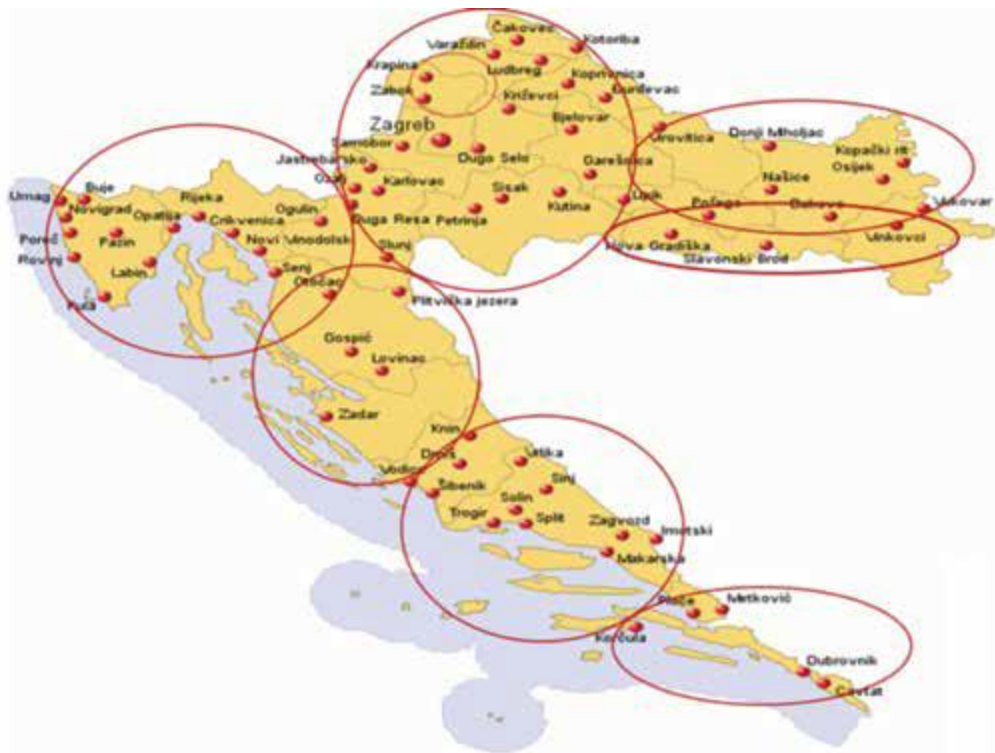 Čakovec
Kotoriba
Varaždin
Ludbreg
Krapina
Koprivnica
Zabok
Đurđevac
Križevci
Bjelovar
Zagreb
Virovitica
Donji Miholjac
Samobor
Dugo Selo
Kopački rit
Jastrebarsko
Garešnica
Osijek
Ozalj
Karlovac
Sisak
Našice
Buje
Rijeka
Umag
Kutina
Lipik
Novigrad
Ogulin
Duga Resa
Petrinja
Požega
Đakovo
Vukovar
Opatija
Crikvenica
Poreč
Pazin
Novi Vinodolski
Slunj
Nova Gradiška
Vinkovci
Rovinj
Slavonski Brod
Labin
Senj
Otočac
Pula
Plitvička jezera
Gospić
Lovinac
Zadar
Knin
Drniš
Vrlika
Vodice
Sinj
Šibenik
Solin
Trogir
Split
Zagvozd
Imotski
Makarska
Ploče
Metković
Korčula
Dubrovnik
Cavtat